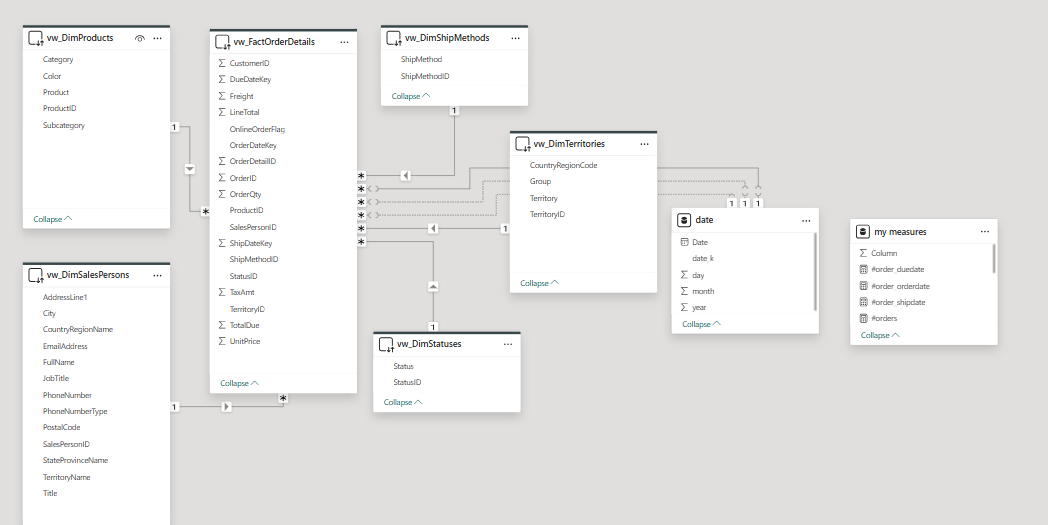 vw_DimProducts
Category
Color
Product
ProductID
Subcategory
Collapse
vw_FactOrderDetails
CustomerID
DueDateKey
Freight
LineTotal
OnlineOrderFlag
OrderDateKey
OrderDetailID
OrderID
OrderQty
ProductID
SalesPersonID
ShipDateKey
ShipMethodID
StatusID
TaxAmt
TerritoryID
TotalDue
UnitPrice
Collapse
vw_DimShipMethods
ShipMethod
ShipMethodID
Collapse
vw_DimTerritories
CountryRegionCode
Group
Territory
TerritoryID
Collapse
date
Date
date_k
day
month
year
Collapse
my measures
Column
#order_duedate
#order_orderdate
#order_shipdate
#orders
Collapse
vw_DimSalesPersons
AddressLine1
City
CountryRegionName
EmailAddress
FullName
JobTitle
PhoneNumber
PhoneNumberType
PostalCode
SalesPersonID
StateProvinceName
TerritoryName
Title
vw_DimStatuses
Status
StatusID
Collapse
1
*
1
*
1
*
*
*
*
1
1
1
1
*
1
*
1